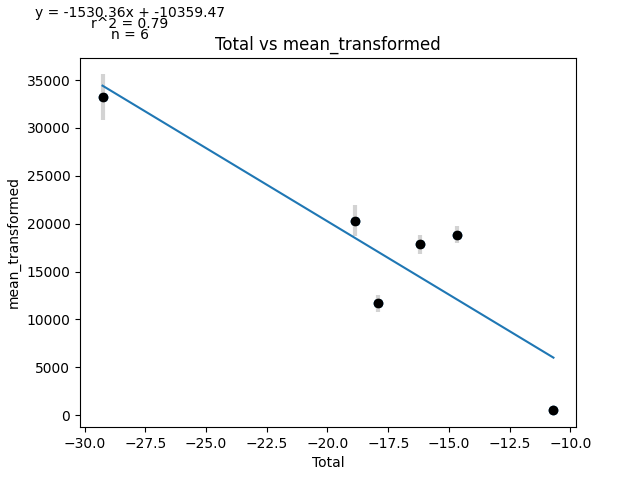 y = -1530.36x + -10359.47
r^2 = 0.79
n = 6
Total vs mean_transformed
mean_transformed
35000
30000
25000
20000
15000
10000
5000
0
−30.0 −27.5 −25.0 −22.5 −20.0 −17.5 −15.0 −12.5 −10.0
Total